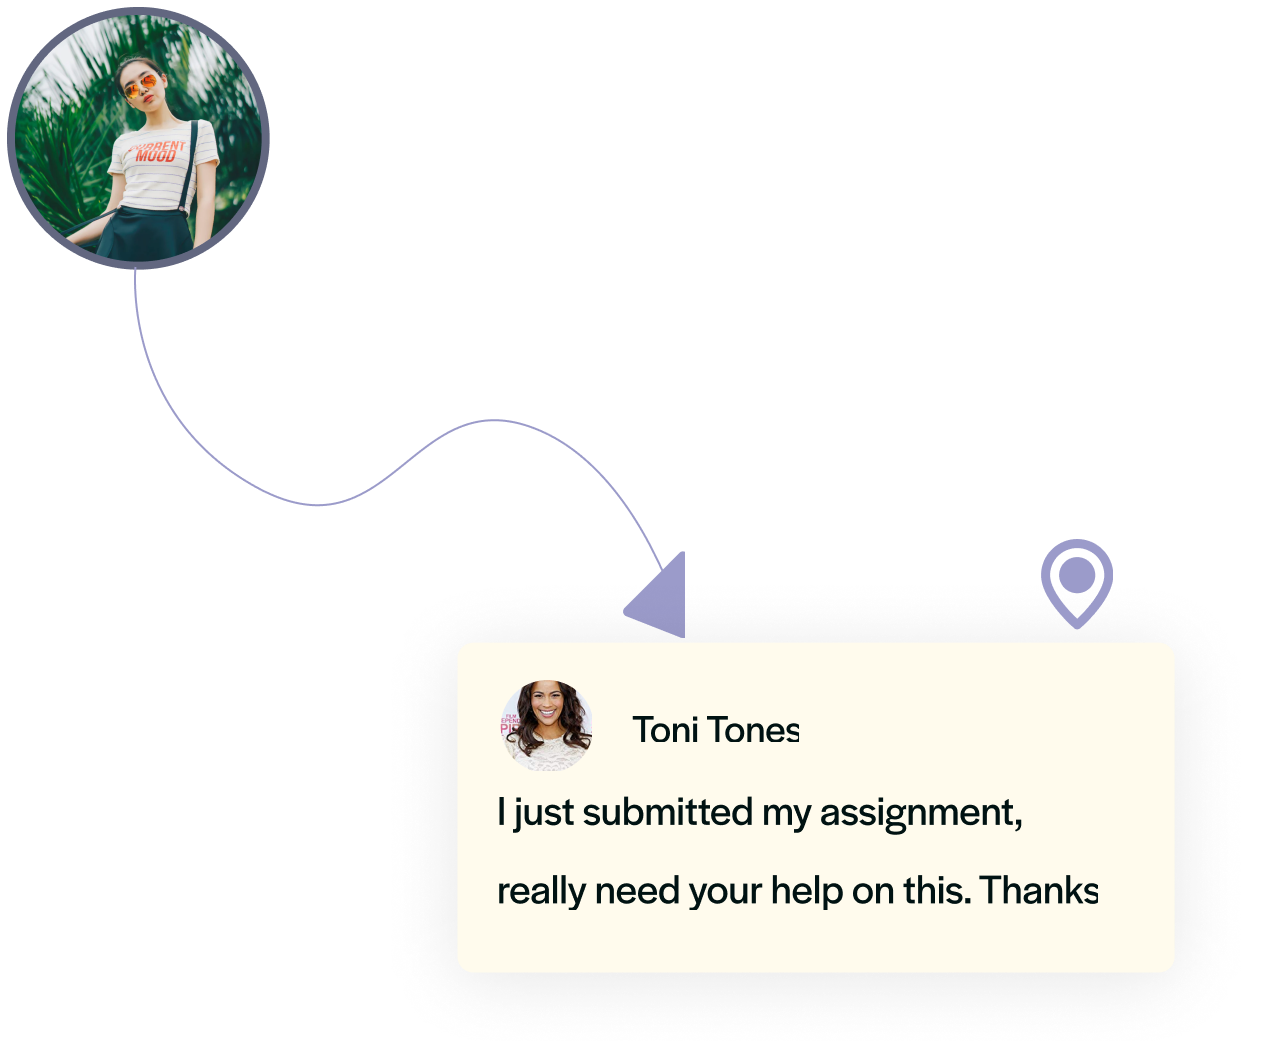 CURRENT
MOOD
Toni Tones
I just submitted my assignment,
really need your help on this. Thanks